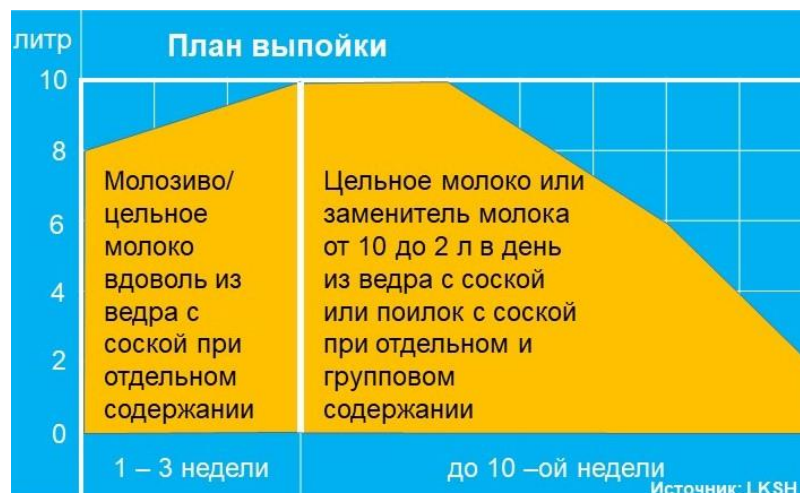 литр
План выпойки
10
8
6
4
2
0
Молозиво/
цельное
молоко
вдоволь из
ведра с
соской при
отдельном
содержании
Цельное молоко или
заменитель молока
от 10 до 2 л в день
из ведра с соской
или поилок с соской
при отдельном и
групповом
содержании
1 – 3 недели
до 10 –ой недели
Источник: LKSH